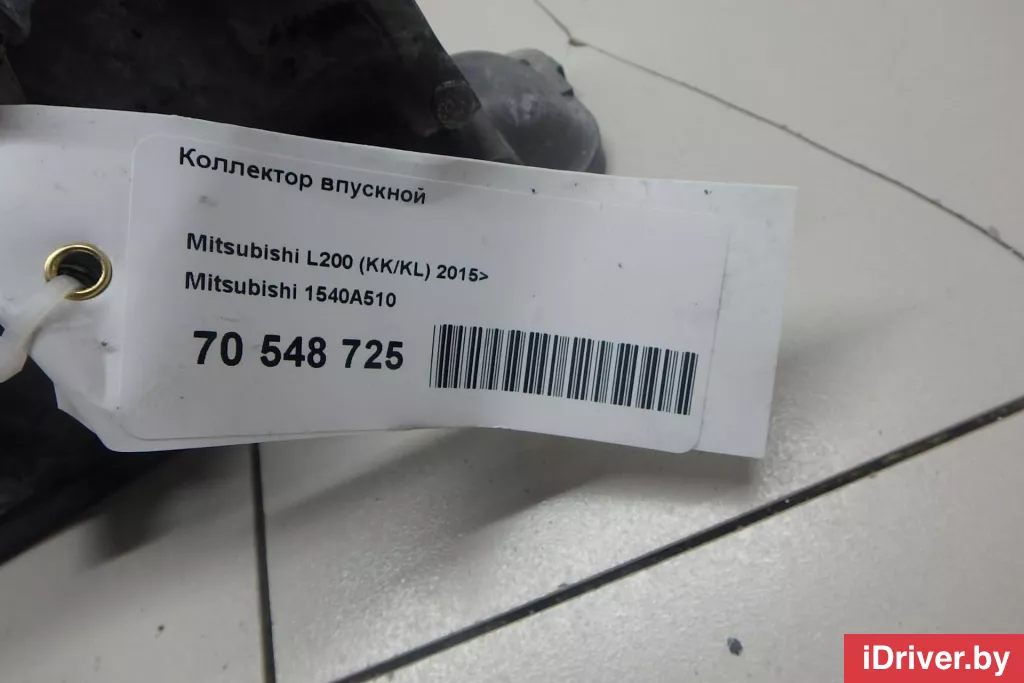 Коллектор впускной
Mitsubishi L200 (KK/KL) 2015>
Mitsubishi 1540A510
70 548 725
iDriver.by